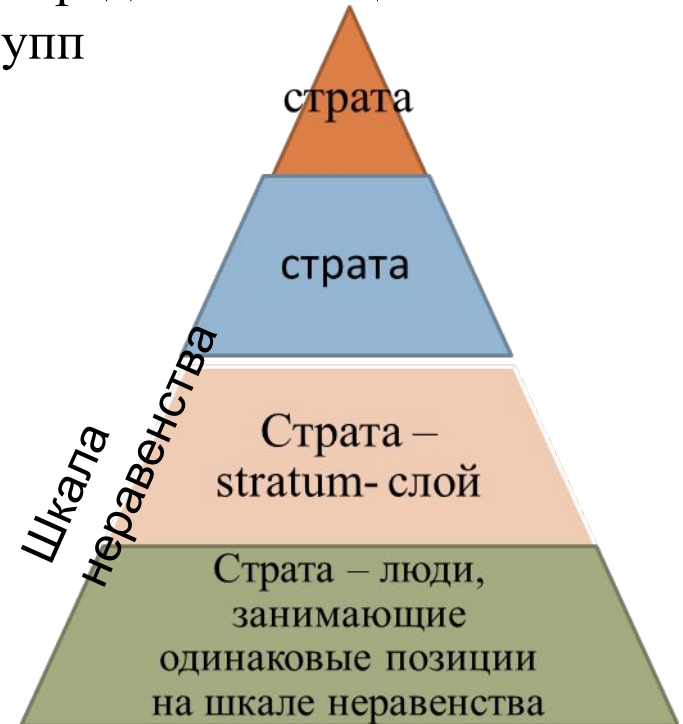 упп
страта
страта
Шкала
неравенства
Страта –
stratum- слой
Страта – люди,
занимающие
одинаковые позиции
на шкале неравенства